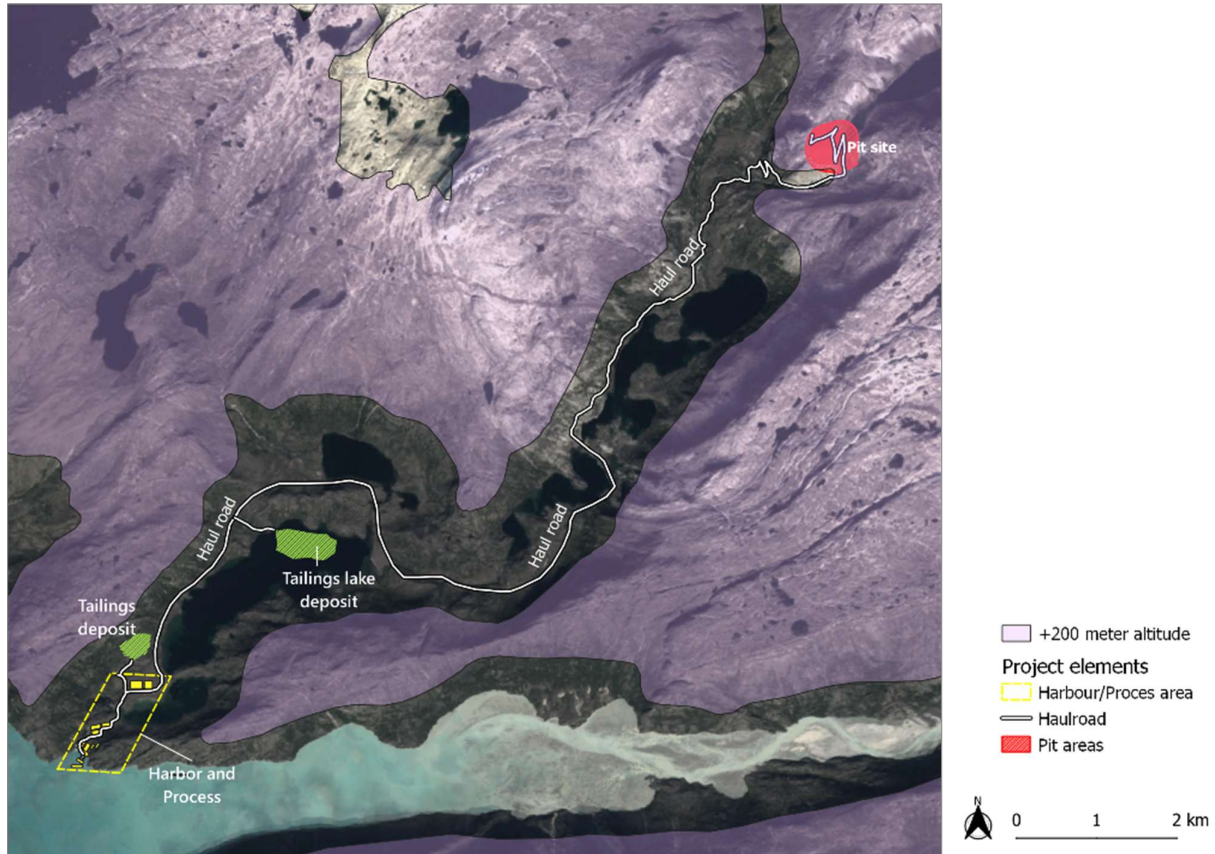 Pit site
Haul road
Haul road
Haul road
Tailings lake
deposit
Tailings
deposit
Harbor and
Process
+200 meter altitude
Project elements
Harbour/Proces area
Haulroad
Pit areas
N
0 1 2 km